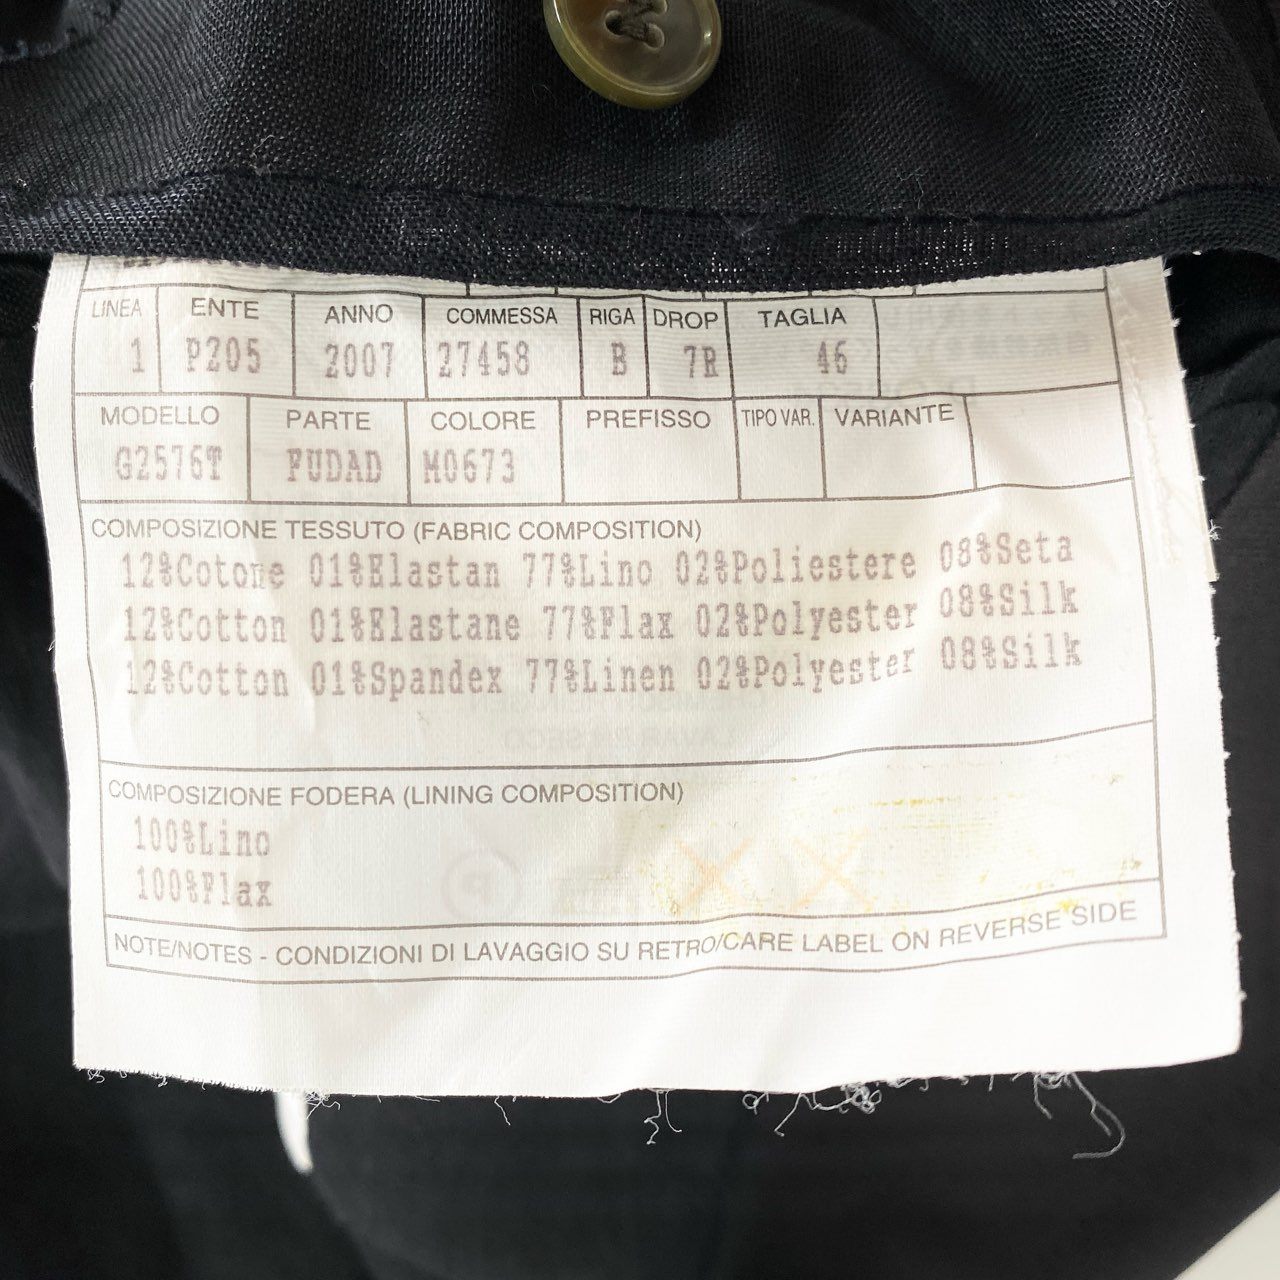 LINEA ENTE ANNO COMMESSA RIGA DROP TAGLIA
1 P205 2007 27458 B 7R 46
MODELLO PARTE COLORE PREFISSO TIPO VAR. VARIANTE
G2576T FUDAD M0673
COMPOSIZIONE TESSUTO (FABRIC COMPOSITION)
12%Cotone 01%Elastan 77%Lino 02%Poliestere 08%Seta
12%Cotton 01%Elastane 77%Flax 02%Polyester 08%Silk
12%Cotton 01%Spandex 77%Linen 02%Polyester 08%Silk
COMPOSIZIONE FODERA (LINING COMPOSITION)
100%Lino
100%Flax
NOTE/NOTES - CONDIZIONI DI LAVAGGIO SU RETRO/CARE LABEL ON REVERSE SIDE